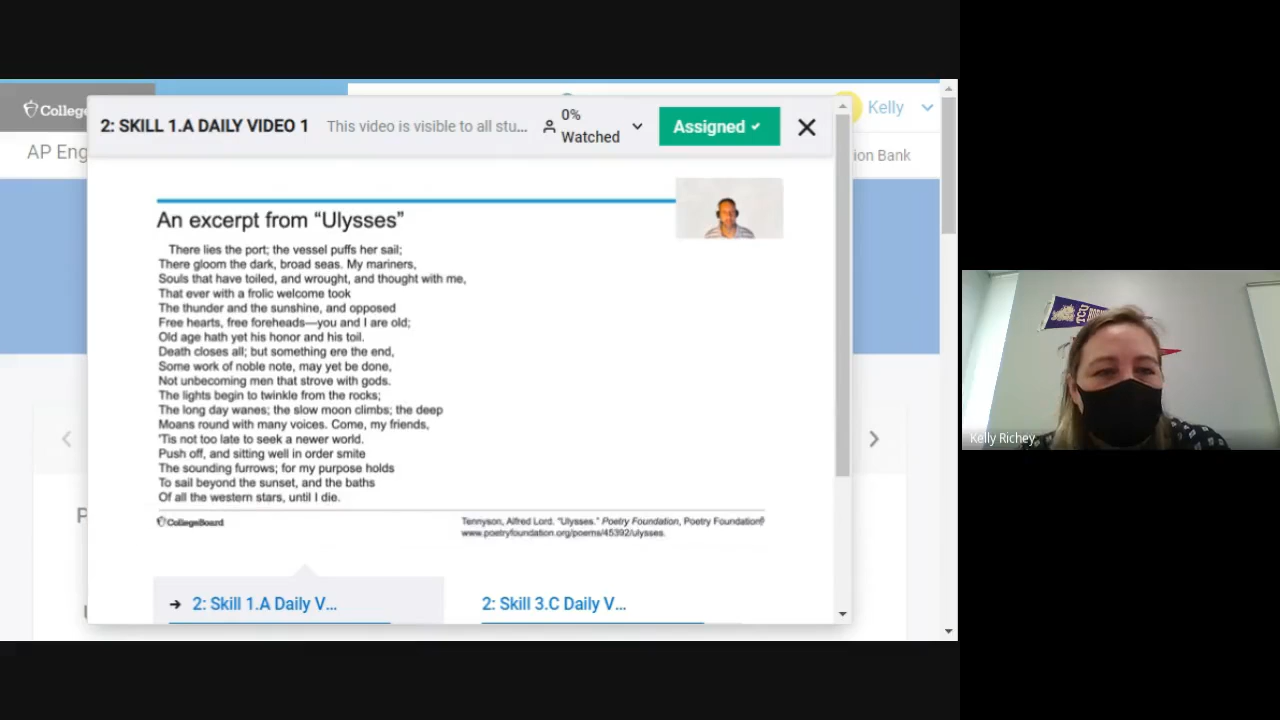 College
Kelly
AP Eng
ion Bank
2: SKILL 1.A DAILY VIDEO 1
This video is visible to all stu...
0%
Watched
Assigned
An excerpt from “Ulysses”
There lies the port; the vessel puffs her sail;
There gloom the dark, broad seas. My mariners,
Souls that have toiled, and wrought, and thought with me,
That ever with a frolic welcome took
The thunder and the sunshine, and opposed
Free hearts, free foreheads—you and I are old;
Old age hath yet his honor and his toil.
Death closes all; but something ere the end,
Some work of noble note, may yet be done,
Not unbecoming men that strove with gods.
The lights begin to twinkle from the rocks;
The long day wanes; the slow moon climbs; the deep
Moans round with many voices. Come, my friends,
'Tis not too late to seek a newer world.
Push off, and sitting well in order smite
The sounding furrows; for my purpose holds
To sail beyond the sunset, and the baths
Of all the western stars, until I die.
CollegeBoard
Tennyson, Alfred Lord. “Ulysses.” Poetry Foundation, Poetry Foundation
www.poetryfoundation.org/poems/45392/ulysses.
2: Skill 1.A Daily V...
2: Skill 3.C Daily V...
TCU
Kelly Richey